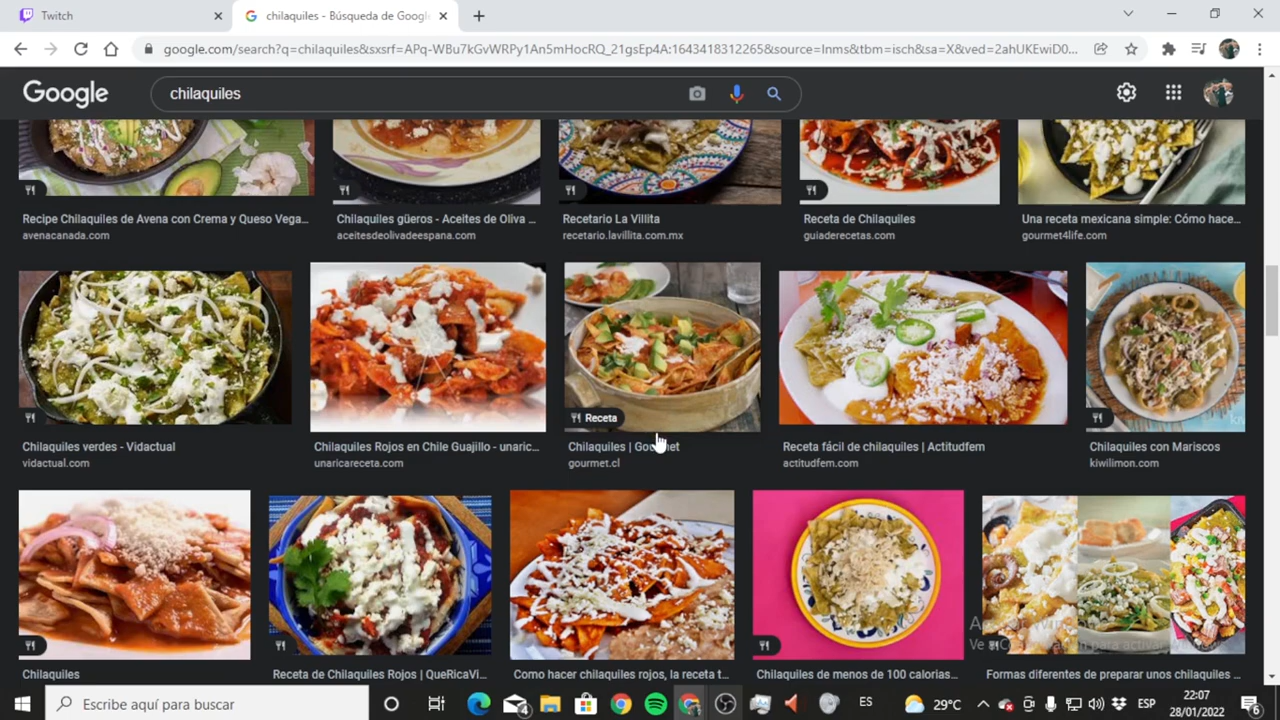 Twitch
chilaquiles - Búsqueda de Google
google.com/search?q=chilaquiles&sxsrf=APq-WBu7kGvWRPy1An5mHocRQ_21gsEp4A:1643418312265&source=lnms&tbm=isch&sa=X&ved=2ahUKEwiD0...
Google
chilaquiles
Recipe Chilaquiles de Avena con Crema y Queso Vega...
avenacanada.com
Chilaquiles güeros - Aceites de Oliva ...
aceitesdeolivadeespana.com
Recetario La Villita
recetario.lavillita.com.mx
Receta de Chilaquiles
guiaderecetas.com
Una receta mexicana simple: Cómo hace...
gourmet4life.com
Receta
Chilaquiles verdes - Vidactual
vidactual.com
Chilaquiles Rojos en Chile Guajillo - unaric...
unaricareceta.com
Chilaquiles | Gourmet
gourmet.cl
Receta fácil de chilaquiles | Actitudfem
actitudfem.com
Chilaquiles con Mariscos
kiwilimon.com
Chilaquiles
Receta de Chilaquiles Rojos | QueRicaVi...
Como hacer chilaquiles rojos, la receta t...
Chilaquiles de menos de 100 calorias...
Formas diferentes de preparar unos chilaquiles ...
Escribe aquí para buscar
4
ES
29°C
ESP
22:07
28/01/2022
6